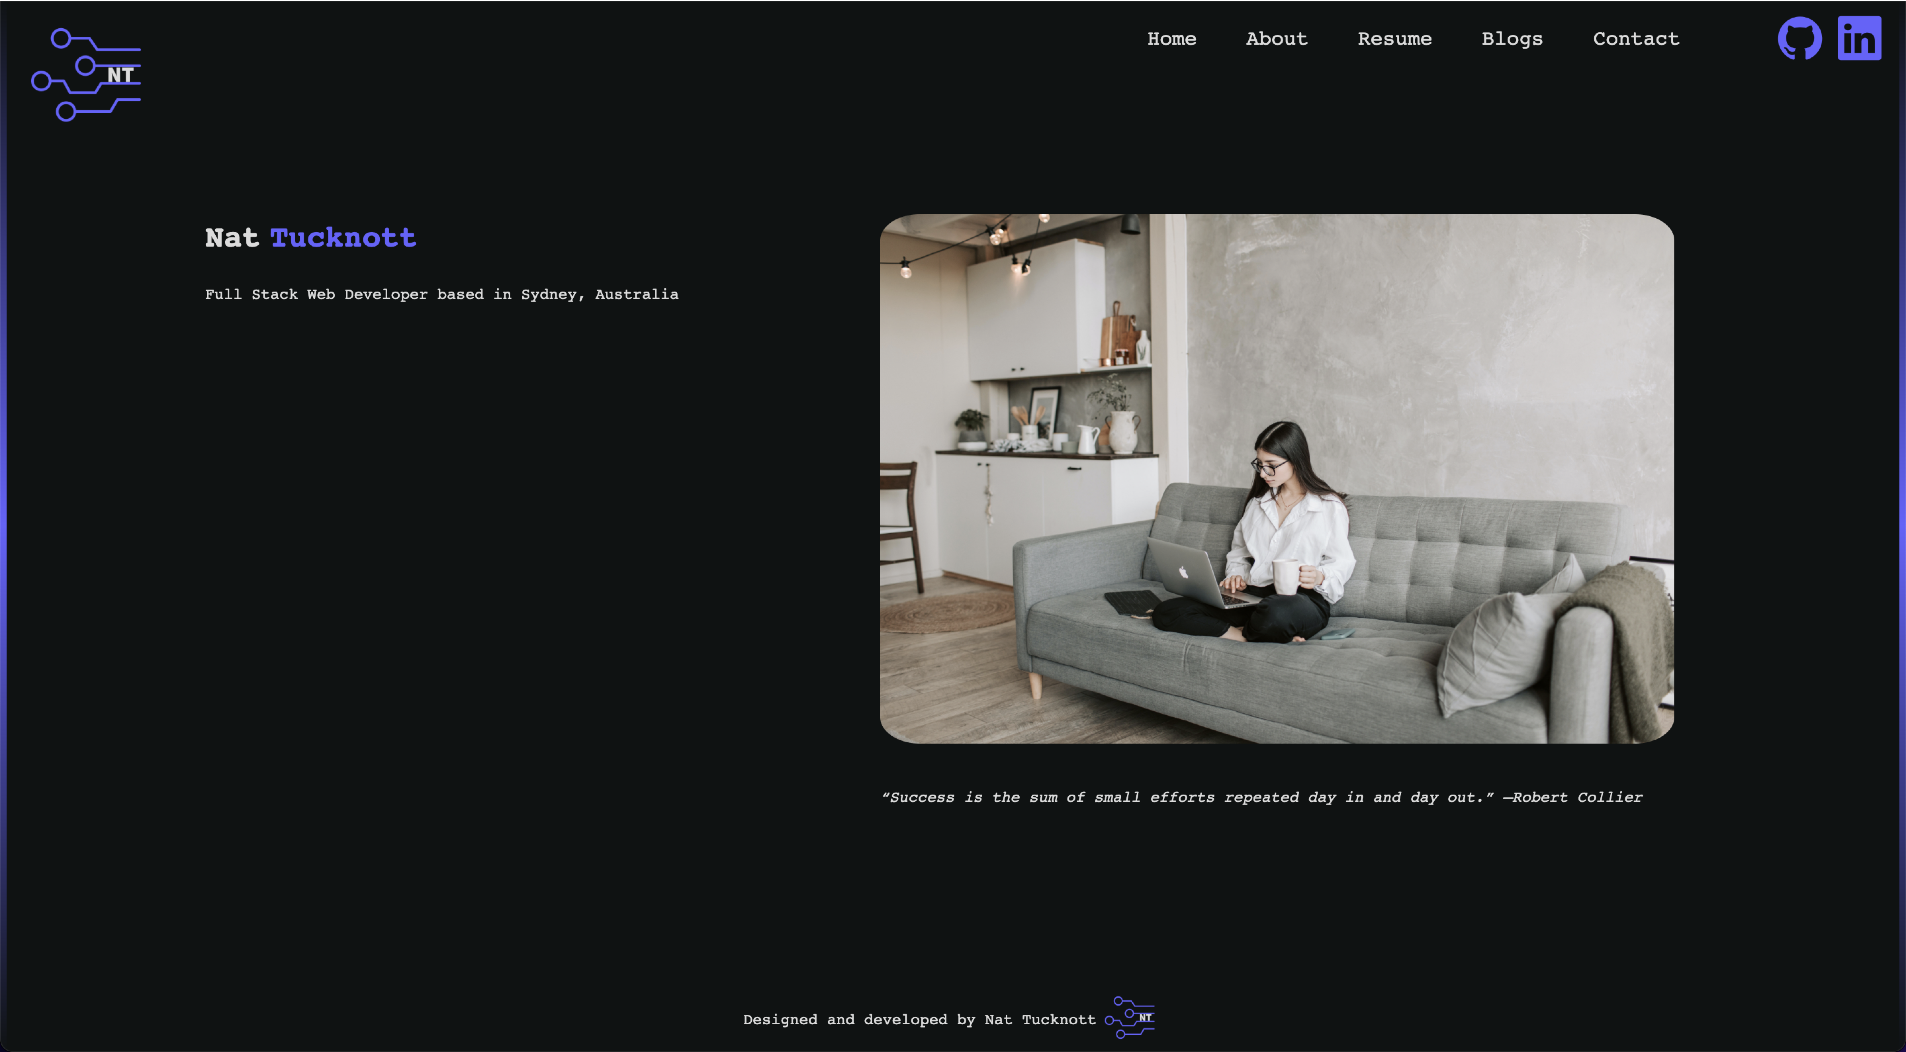 NT
Home About Resume Blogs Contact
in
Nat Tucknott
Full Stack Web Developer based in Sydney, Australia
“Success is the sum of small efforts repeated day in and day out.” —Robert Collier
Designed and developed by Nat Tucknott NT